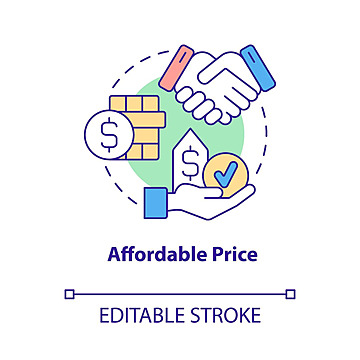 $
$
Affordable Price
EDITABLE STROKE